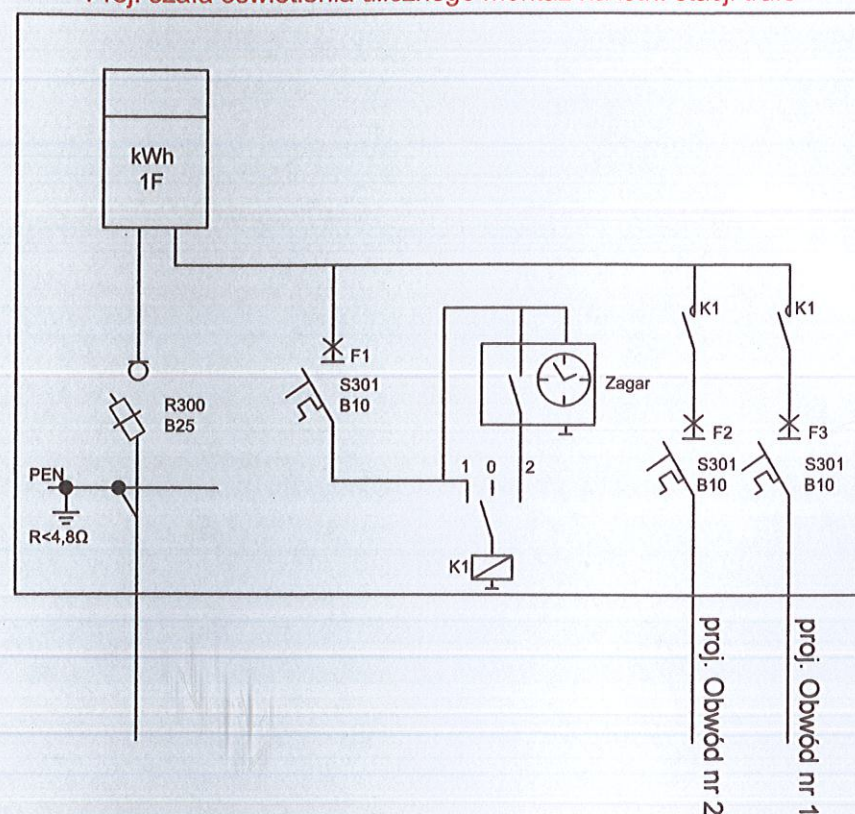 kWh
1F
R300
B25
F1
S301
B10
Zagar
1 0 2
K1
K1
K1
F2
S301
B10
F3
S301
B10
PEN
R<4,8Ω
proj. Obwód nr 2
proj. Obwód nr 1